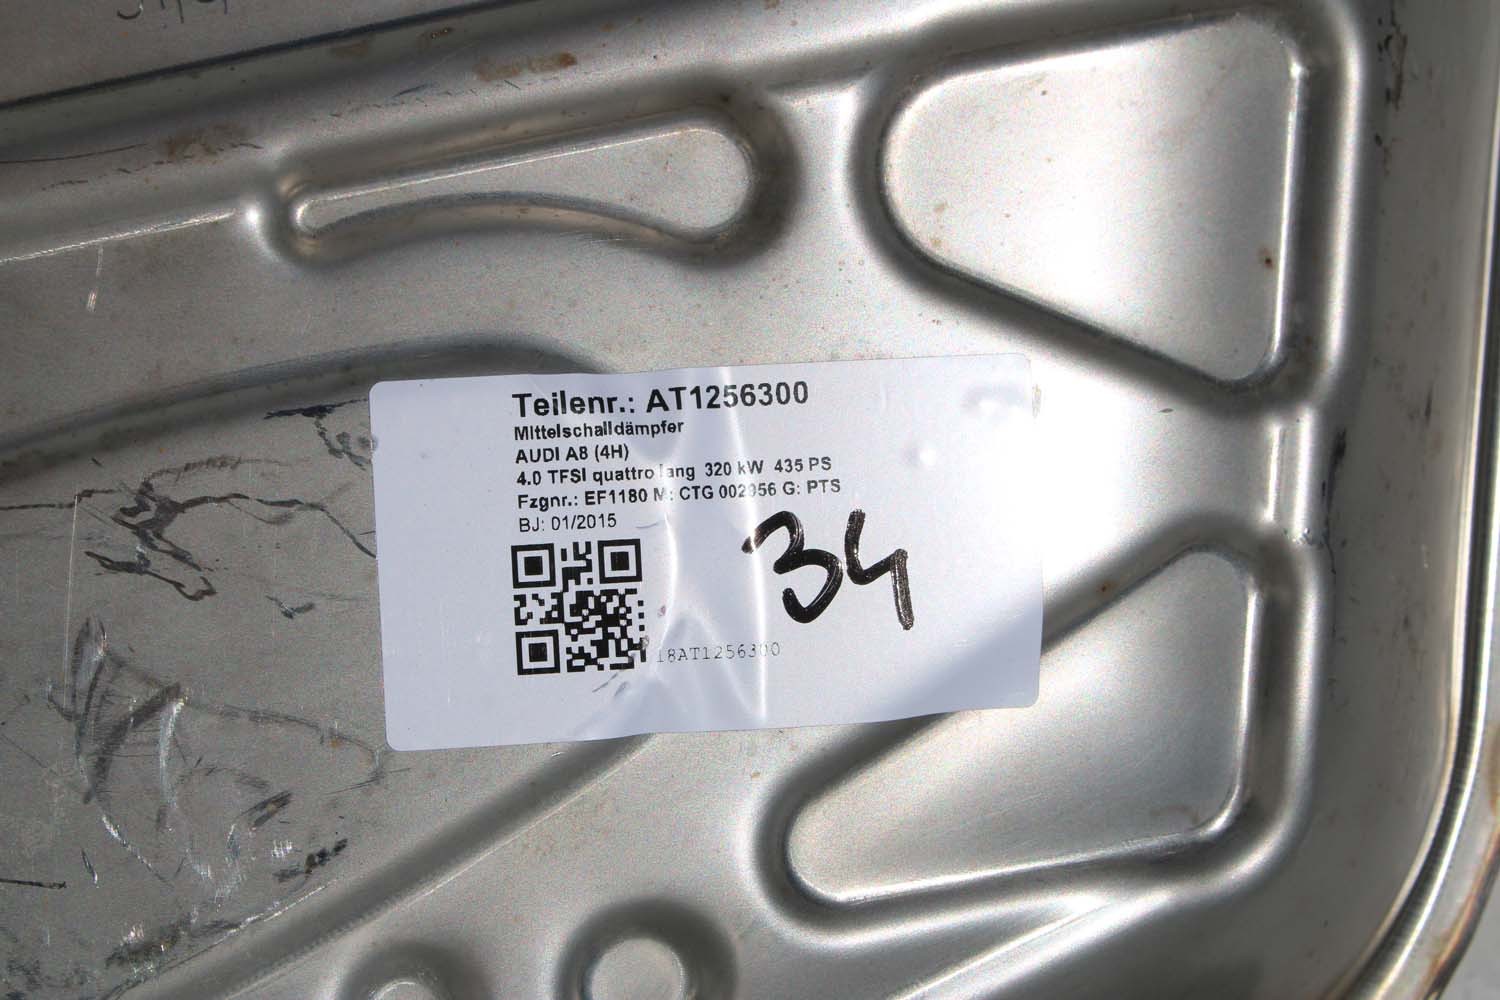 Teilenr.: AT1256300
Mittelschalldämpfer
AUDI A8 (4H)
4.0 TFSI quattro lang 320 kW 435 PS
Fzgnr.: EF1180 M: CTG 002956 G: PTS
BJ: 01/2015
34
18AT1256300